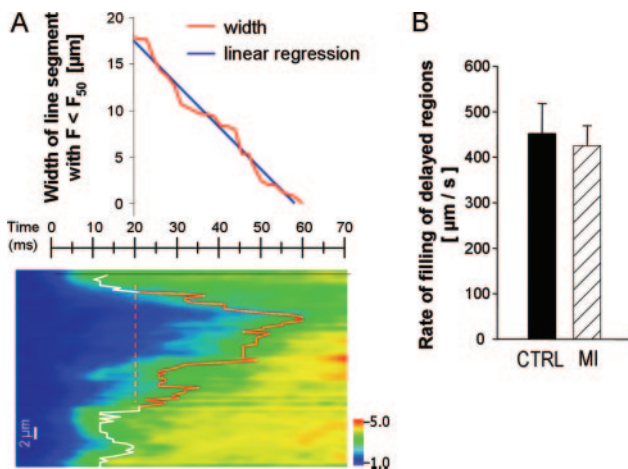 A
Width of line segment
with F < F50 [µm]
20
15
10
5
0
width
linear regression
Time
(ms)
0 10 20 30 40 50 60 70
2 µm
5.0
1.0
B
Rate of filling of delayed regions
[ µm / s ]
600
500
400
300
200
100
0
CTRL MI